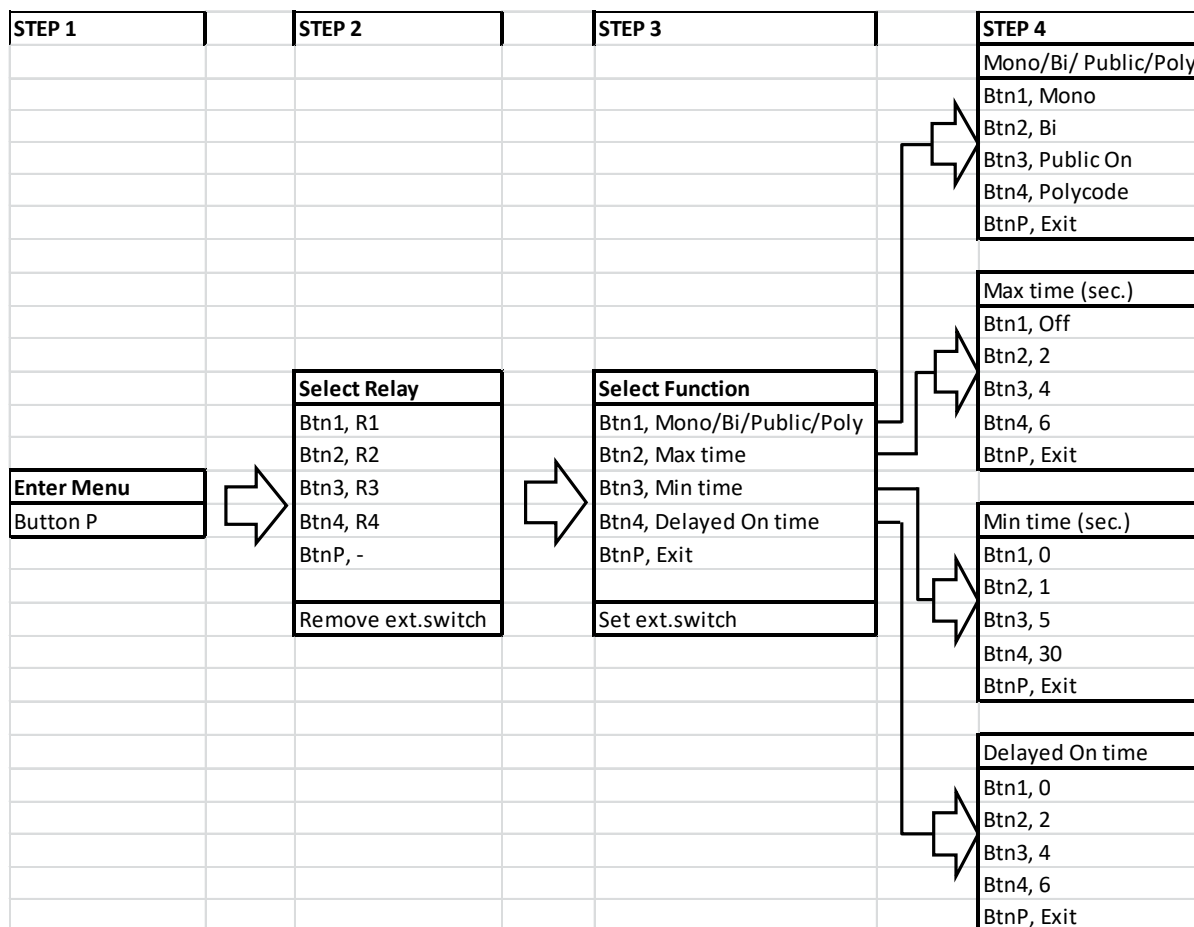 STEP 1
STEP 2
STEP 3
STEP 4
Enter Menu
Button P
Select Relay
Btn1, R1
Btn2, R2
Btn3, R3
Btn4, R4
BtnP, -
Remove ext.switch
Select Function
Btn1, Mono/Bi/Public/Poly
Btn2, Max time
Btn3, Min time
Btn4, Delayed On time
BtnP, Exit
Set ext.switch
Mono/Bi/ Public/Poly
Btn1, Mono
Btn2, Bi
Btn3, Public On
Btn4, Polycode
BtnP, Exit
Max time (sec.)
Btn1, Off
Btn2, 2
Btn3, 4
Btn4, 6
BtnP, Exit
Min time (sec.)
Btn1, 0
Btn2, 1
Btn3, 5
Btn4, 30
BtnP, Exit
Delayed On time
Btn1, 0
Btn2, 2
Btn3, 4
Btn4, 6
BtnP, Exit